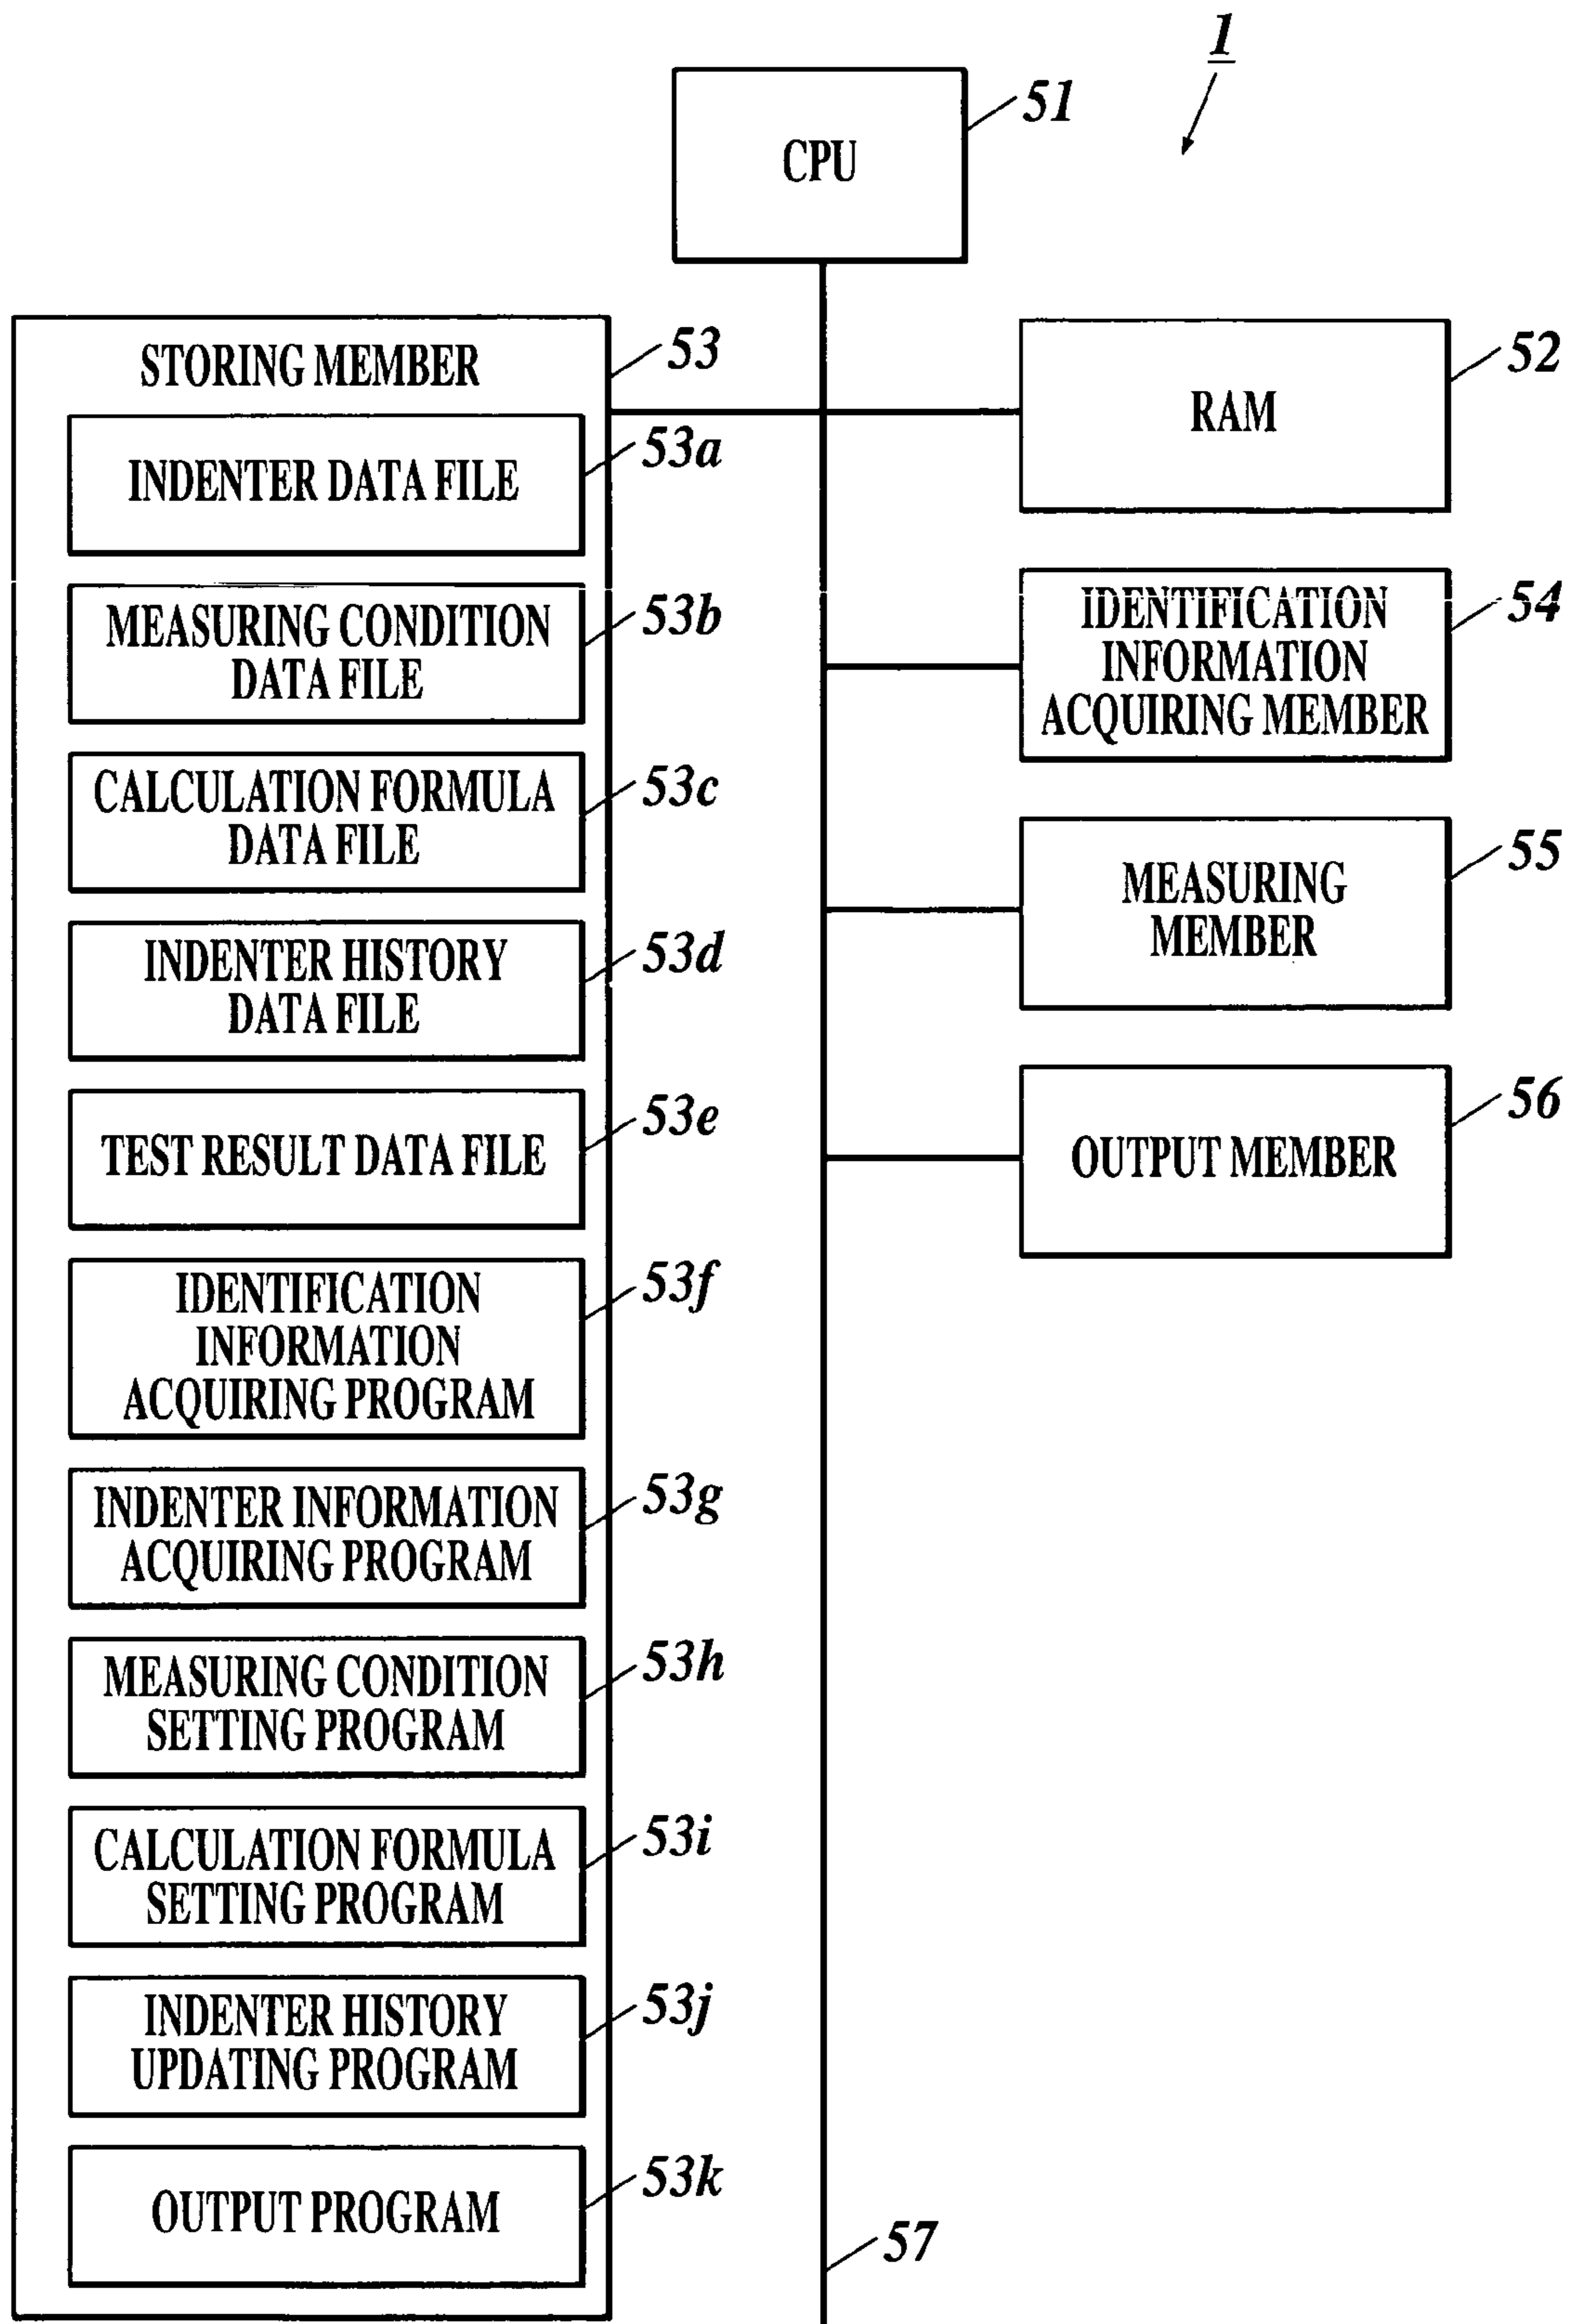 1
51
CPU
STORING MEMBER
53
INDENTER DATA FILE
53a
MEASURING CONDITION
DATA FILE
53b
CALCULATION FORMULA
DATA FILE
53c
INDENTER HISTORY
DATA FILE
53d
TEST RESULT DATA FILE
53e
IDENTIFICATION
INFORMATION
ACQUIRING PROGRAM
53f
INDENTER INFORMATION
ACQUIRING PROGRAM
53g
MEASURING CONDITION
SETTING PROGRAM
53h
CALCULATION FORMULA
SETTING PROGRAM
53i
INDENTER HISTORY
UPDATING PROGRAM
53j
OUTPUT PROGRAM
53k
RAM
52
IDENTIFICATION
INFORMATION
ACQUIRING MEMBER
54
MEASURING
MEMBER
55
OUTPUT MEMBER
56
57